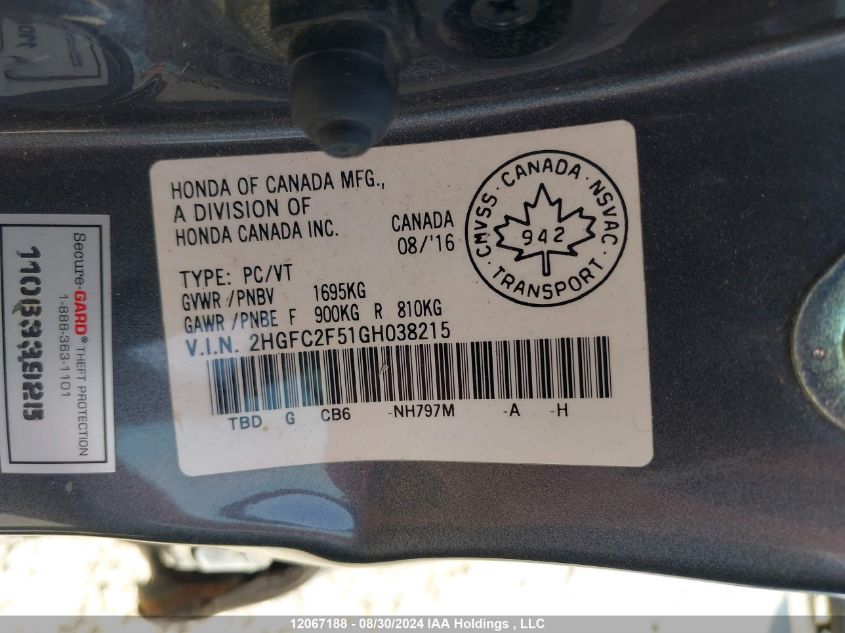 HONDA OF CANADA MFG.,
A DIVISION OF
HONDA CANADA INC.
CANADA
08/'16
CMVSS · CANADA · NSVAC
942
TRANSPORT
TYPE: PC/VT
GVWR /PNBV 1695KG
GAWR /PNBE F 900KG R 810KG
V.I.N. 2HGFC2F51GH038215
TBD G CB6 -NH797M -A -H
Secure-GARD® THEFT PROTECTION
1-888-363-1101
12067188 - 08/30/2024 IAA Holdings , LLC